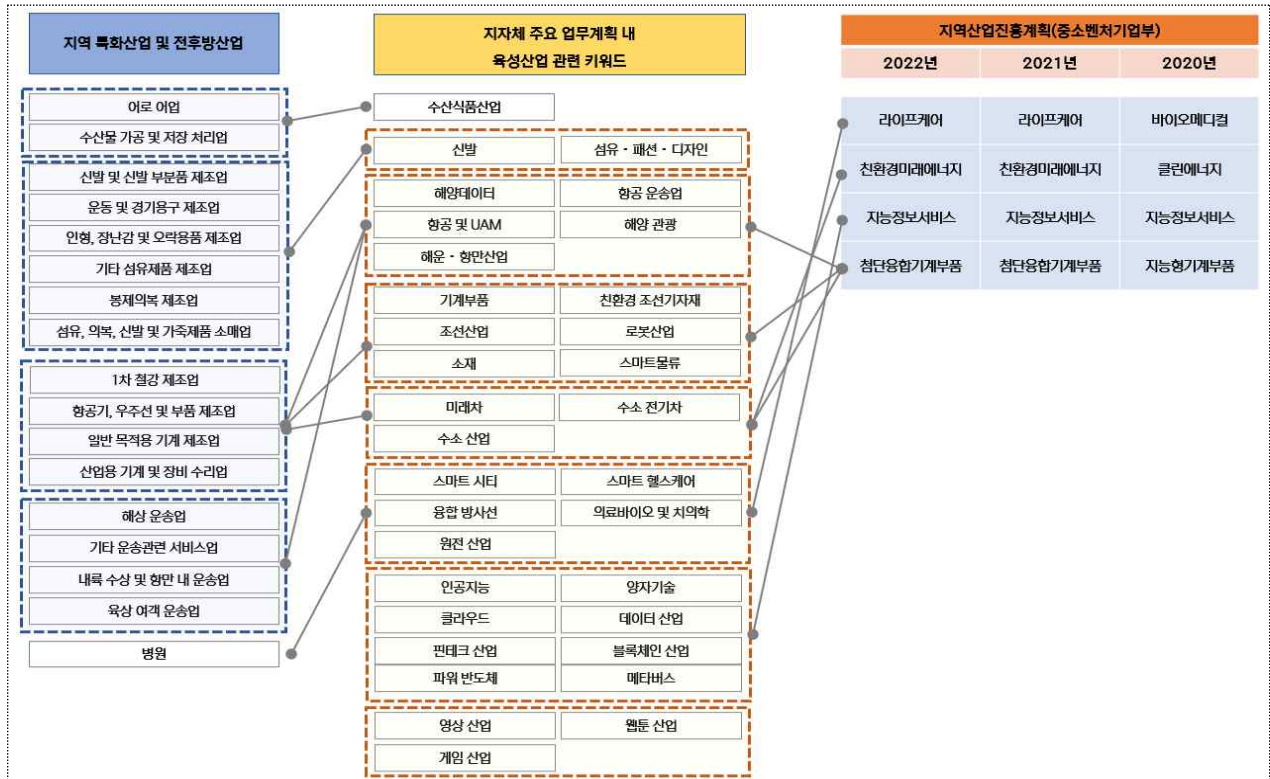 지역 특화산업 및 전후방산업
어로 어업
수산물 가공 및 저장 처리업
신발 및 신발 부분품 제조업
운동 및 경기용구 제조업
인형, 장난감 및 오락용품 제조업
기타 섬유제품 제조업
봉제의복 제조업
섬유, 의복, 신발 및 가죽제품 소매업
1차 철강 제조업
항공기, 우주선 및 부품 제조업
일반 목적용 기계 제조업
산업용 기계 및 장비 수리업
해상 운송업
기타 운송관련 서비스업
내륙 수상 및 항만 내 운송업
육상 여객 운송업
병원
지자체 주요 업무계획 내
육성산업 관련 키워드
수산식품산업
신발
섬유 - 패션 - 디자인
해양데이터
항공 운송업
항공 및 UAM
해양 관광
해운 - 항만산업
기계부품
친환경 조선기자재
조선산업
로봇산업
소재
스마트물류
미래차
수소 전기차
수소 산업
스마트 시티
스마트 헬스케어
융합 방사선
의료바이오 및 치의학
원전 산업
인공지능
양자기술
클라우드
데이터 산업
핀테크 산업
블록체인 산업
파워 반도체
메타버스
영상 산업
웹툰 산업
게임 산업
지역산업진흥계획(중소벤처기업부)
2022년
2021년
2020년
라이프케어
라이프케어
바이오메디컬
친환경미래에너지
친환경미래에너지
클린에너지
지능정보서비스
지능정보서비스
지능정보서비스
첨단융합기계부품
첨단융합기계부품
지능형기계부품